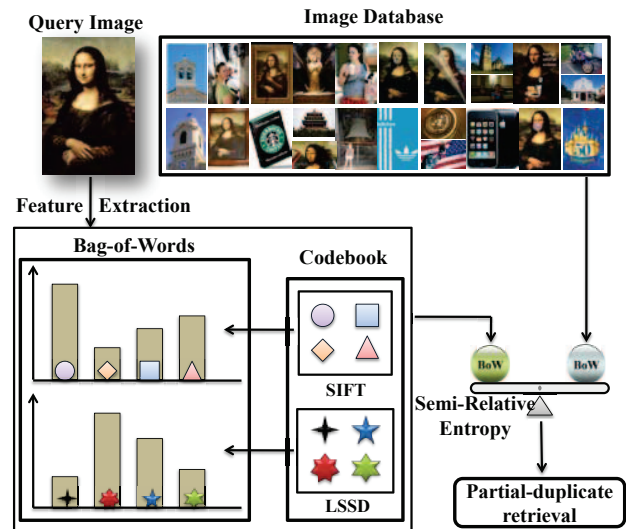 Query Image
Image Database
Feature Extraction
Bag-of-Words
Codebook
SIFT
LSSD
BoW
BoW
Semi-Relative
Entropy
Partial-duplicate
retrieval